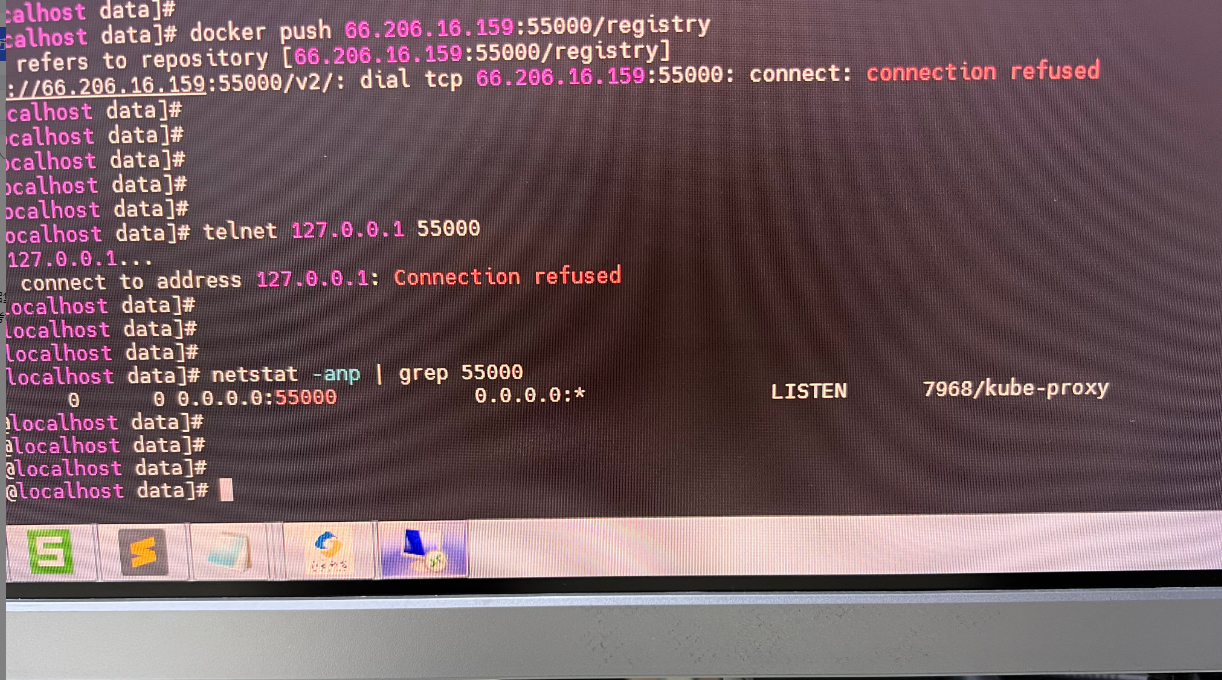 calhost data]#
calhost data]# docker push 66.206.16.159:55000/registry
refers to repository [66.206.16.159:55000/registry]
://66.206.16.159:55000/v2/: dial tcp 66.206.16.159:55000: connect: connection refused
calhost data]#
ocalhost data]#
ocalhost data]#
ocalhost data]#
ocalhost data]#
ocalhost data]# telnet 127.0.0.1 55000
127.0.0.1...
connect to address 127.0.0.1: Connection refused
localhost data]#
localhost data]#
localhost data]#
localhost data]# netstat -anp | grep 55000
0 0 0.0.0.0:55000 0.0.0.0:* LISTEN 7968/kube-proxy
@localhost data]#
@localhost data]#
@localhost data]#
@localhost data]#